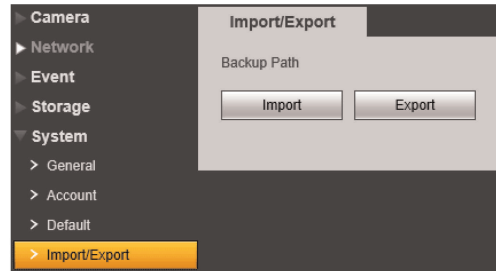 Camera
Network
Event
Storage
System
General
Account
Default
Import/Export
Import/Export
Backup Path
Import
Export